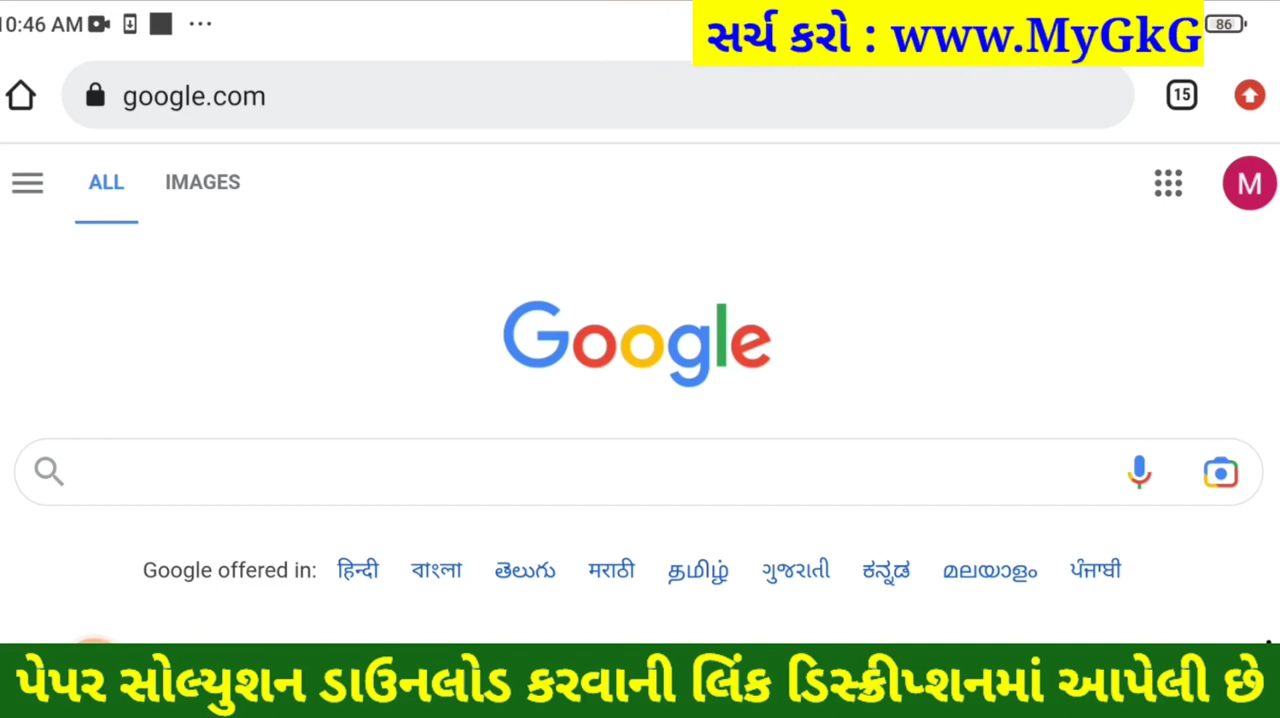 10:46 AM
સર્ચ કરો : www.MyGkG
86
google.com
15
ALL IMAGES
M
Google
Google offered in: हिन्दी বাংলা తెలుగు मराठी தமிழ் ગુજરાતી ಕನ್ನಡ മലയാളം ਪੰਜਾਬੀ
પેપર સોલ્યુશન ડાઉનલોડ કરવાની લિંક ડિસ્ક્રીપ્શનમાં આપેલી છે